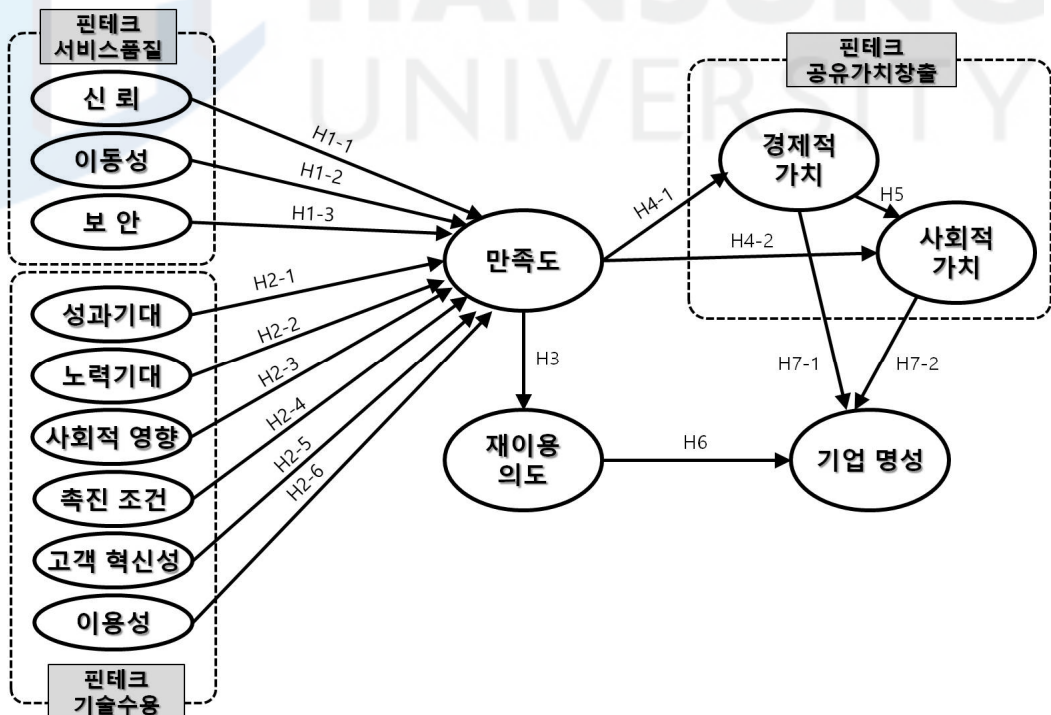 HANSUNG
UNIVERSITY
핀테크
서비스품질
신 뢰
이동성
보 안
H1-1
H1-2
H1-3
성과기대
노력기대
사회적 영향
촉진 조건
고객 혁신성
이용성
핀테크
기술수용
H2-1
H2-2
H2-3
H2-4
H2-5
H2-6
만족도
H3
재이용
의도
H4-1
H4-2
핀테크
공유가치창출
경제적
가치
H5
사회적
가치
H7-1
H7-2
H6
기업 명성